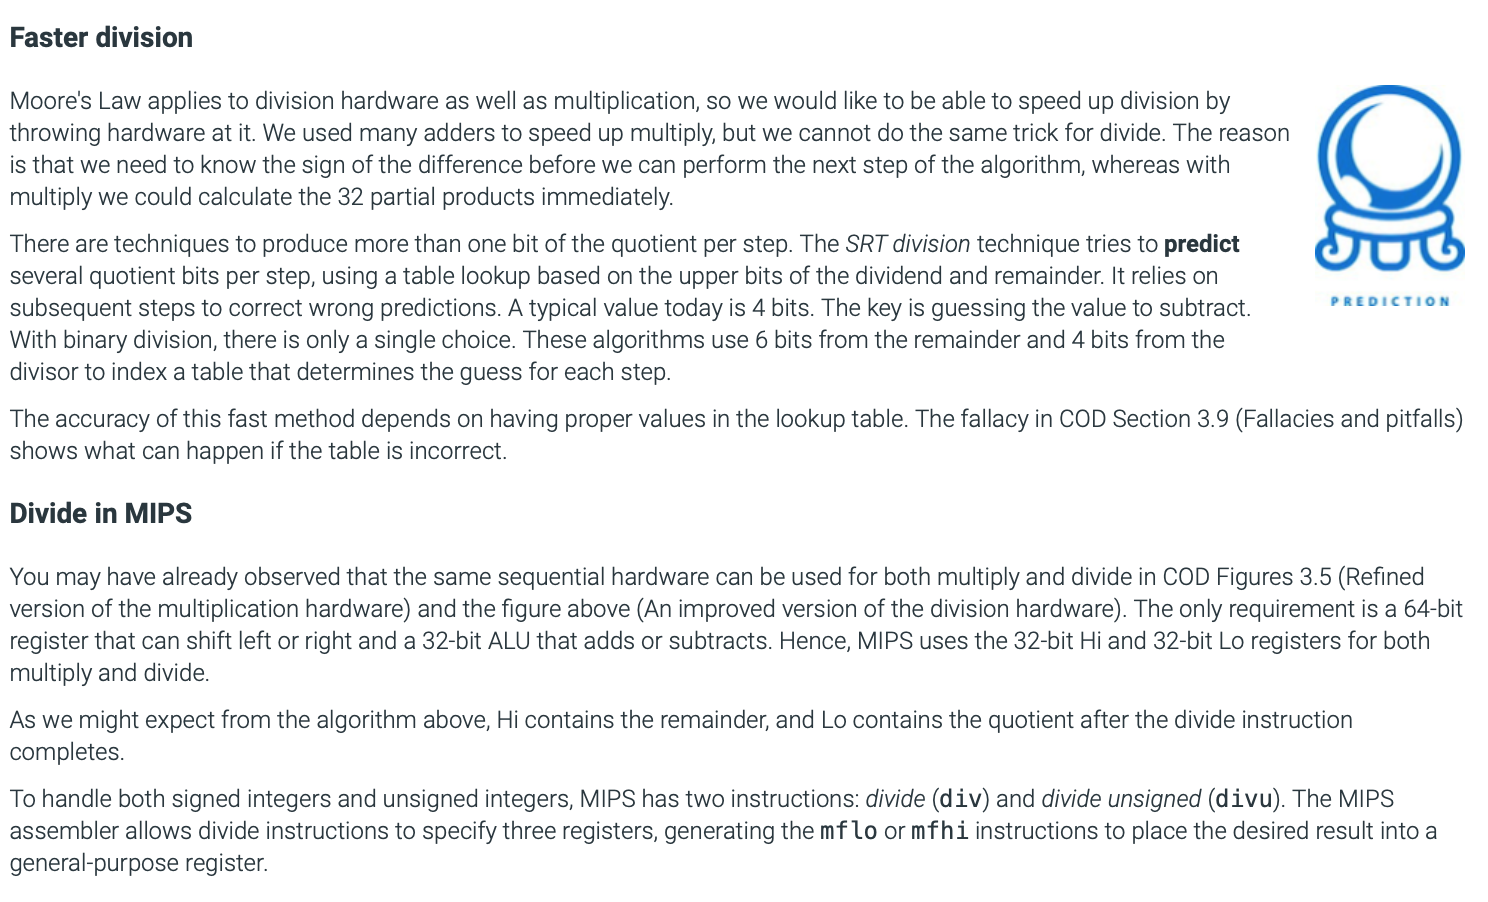 Faster division
Moore's Law applies to division hardware as well as multiplication, so we would like to be able to speed up division by
throwing hardware at it. We used many adders to speed up multiply, but we cannot do the same trick for divide. The reason
is that we need to know the sign of the difference before we can perform the next step of the algorithm, whereas with
multiply we could calculate the 32 partial products immediately.
There are techniques to produce more than one bit of the quotient per step. The SRT division technique tries to predict
several quotient bits per step, using a table lookup based on the upper bits of the dividend and remainder. It relies on
subsequent steps to correct wrong predictions. A typical value today is 4 bits. The key is guessing the value to subtract.
With binary division, there is only a single choice. These algorithms use 6 bits from the remainder and 4 bits from the
divisor to index a table that determines the guess for each step.
PREDICTION
The accuracy of this fast method depends on having proper values in the lookup table. The fallacy in COD Section 3.9 (Fallacies and pitfalls)
shows what can happen if the table is incorrect.
Divide in MIPS
You may have already observed that the same sequential hardware can be used for both multiply and divide in COD Figures 3.5 (Refined
version of the multiplication hardware) and the figure above (An improved version of the division hardware). The only requirement is a 64-bit
register that can shift left or right and a 32-bit ALU that adds or subtracts. Hence, MIPS uses the 32-bit Hi and 32-bit Lo registers for both
multiply and divide.
As we might expect from the algorithm above, Hi contains the remainder, and Lo contains the quotient after the divide instruction
completes.
To handle both signed integers and unsigned integers, MIPS has two instructions: divide (div) and divide unsigned (divu). The MIPS
assembler allows divide instructions to specify three registers, generating the mflo or mfhi instructions to place the desired result into a
general-purpose register.